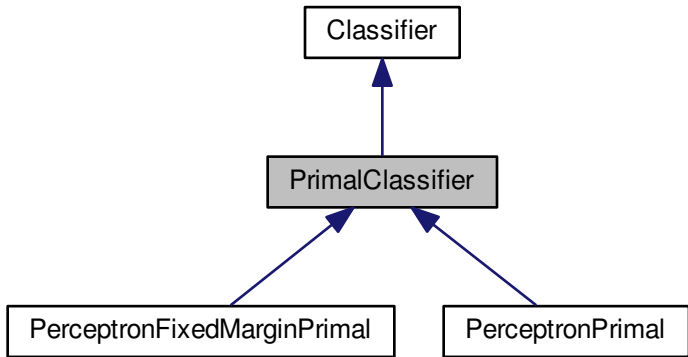 Classifier
PrimalClassifier
PerceptronFixedMarginPrimal
PerceptronPrimal